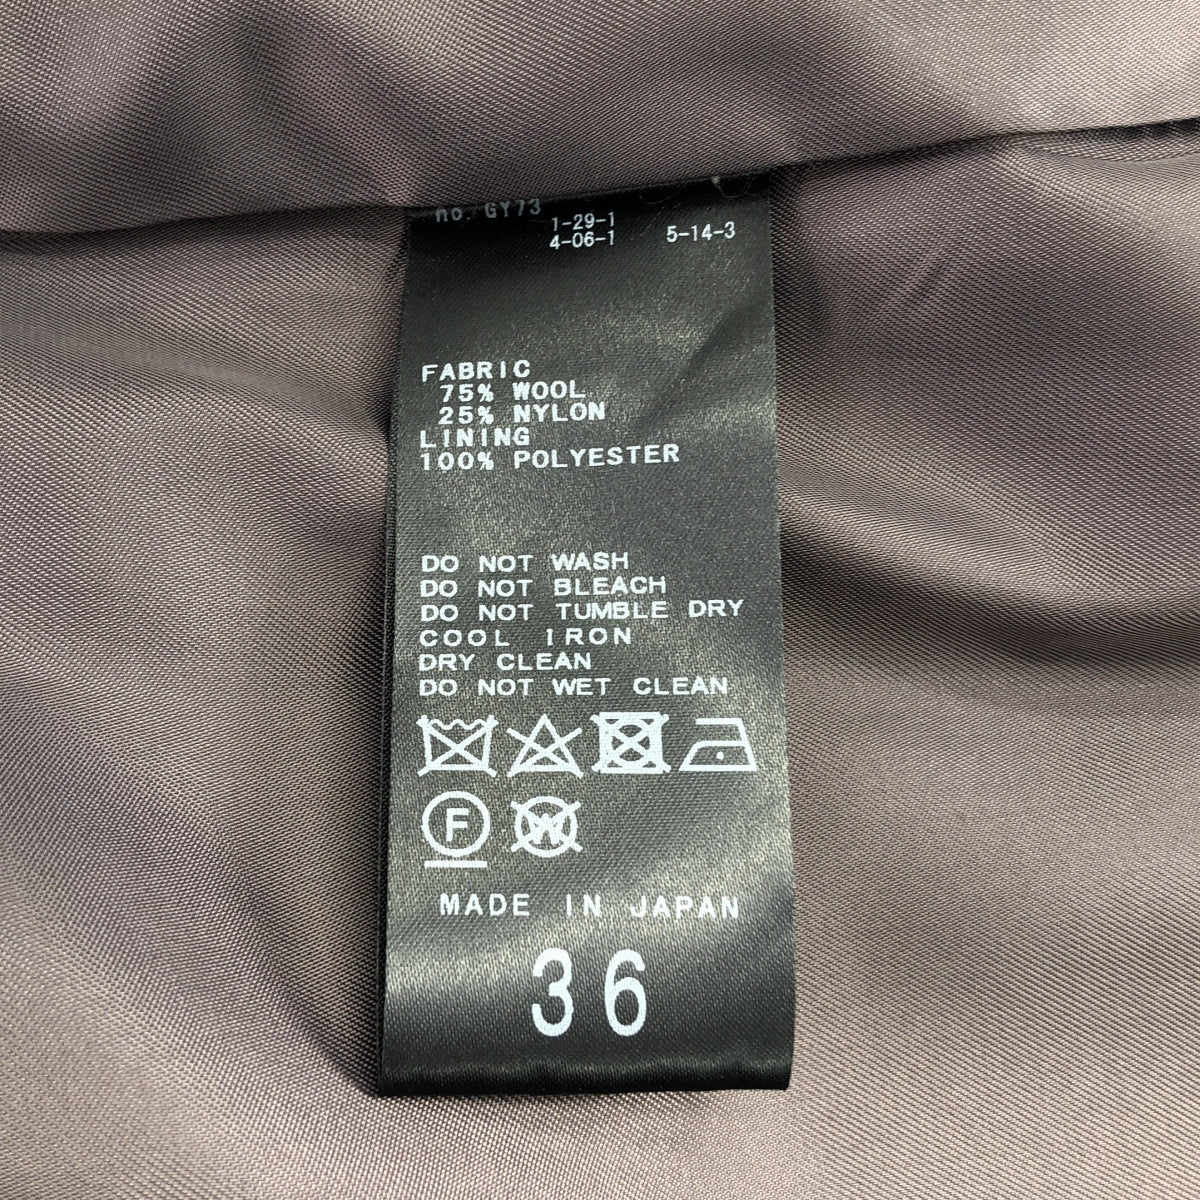 no. GY73
1-29-1
4-06-1 5-14-3
FABRIC
75% WOOL
25% NYLON
LINING
100% POLYESTER
DO NOT WASH
DO NOT BLEACH
DO NOT TUMBLE DRY
COOL IRON
DRY CLEAN
DO NOT WET CLEAN
F W
MADE IN JAPAN
36